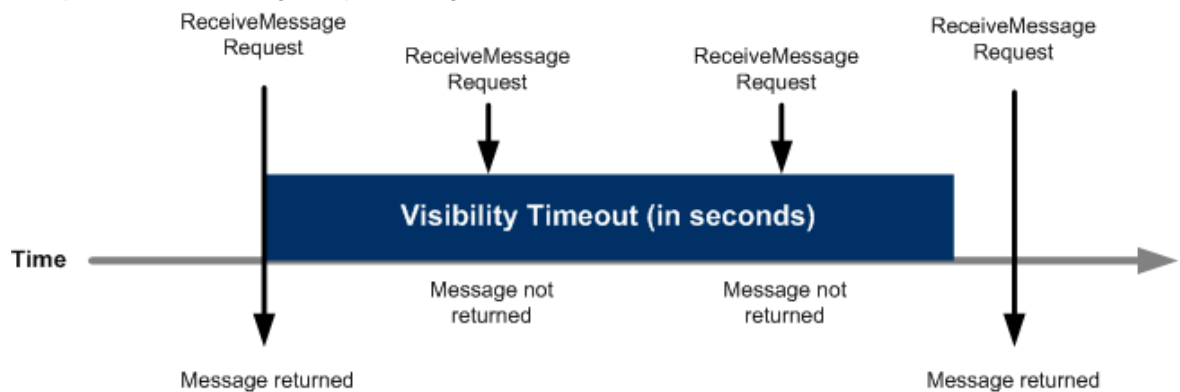 ReceiveMessage
Request
ReceiveMessage
Request
ReceiveMessage
Request
ReceiveMessage
Request
Visibility Timeout (in seconds)
Time
Message not
returned
Message not
returned
Message returned
Message returned